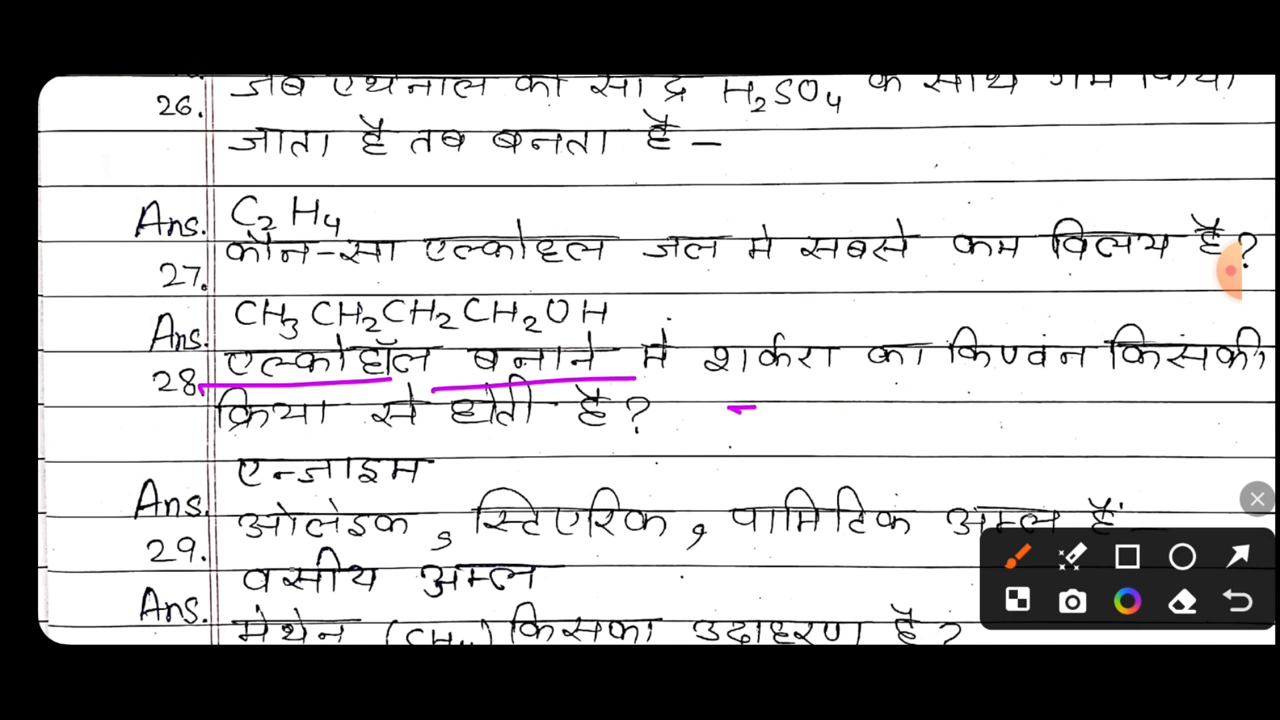 26. जब एथेनाल को सांद्र H₂SO₄ के साथ गर्म किया
जाता है तब बनता है –
Ans. C₂H₄
27. कौन-सा एल्कोहल जल मे सबसे कम विलय है?
Ans. CH₃CH₂CH₂CH₂OH
28. एल्कोहॉल बनाने मे शर्करा का किण्वन किसकी
क्रिया से होती है?
Ans. एन्जाइम
29. ओलेइक, स्टिएरिक, पामिटिक अम्ल हैं –
Ans. वसीय अम्ल
मेथेन (CH₄) किसका उदाहरण है?